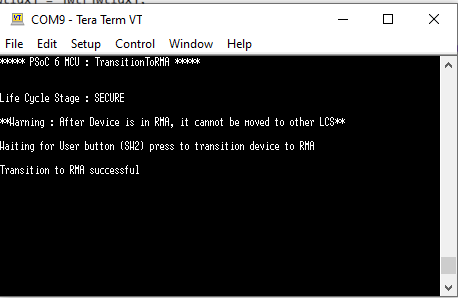 COM9 - Tera Term VT
File Edit Setup Control Window Help
***** PSoC 6 MCU : TransitionToRMA *****
Life Cycle Stage : SECURE
**Warning : After Device is in RMA, it cannot be moved to other LCS**
Waiting for User button (SW2) press to transition device to RMA
Transition to RMA successful